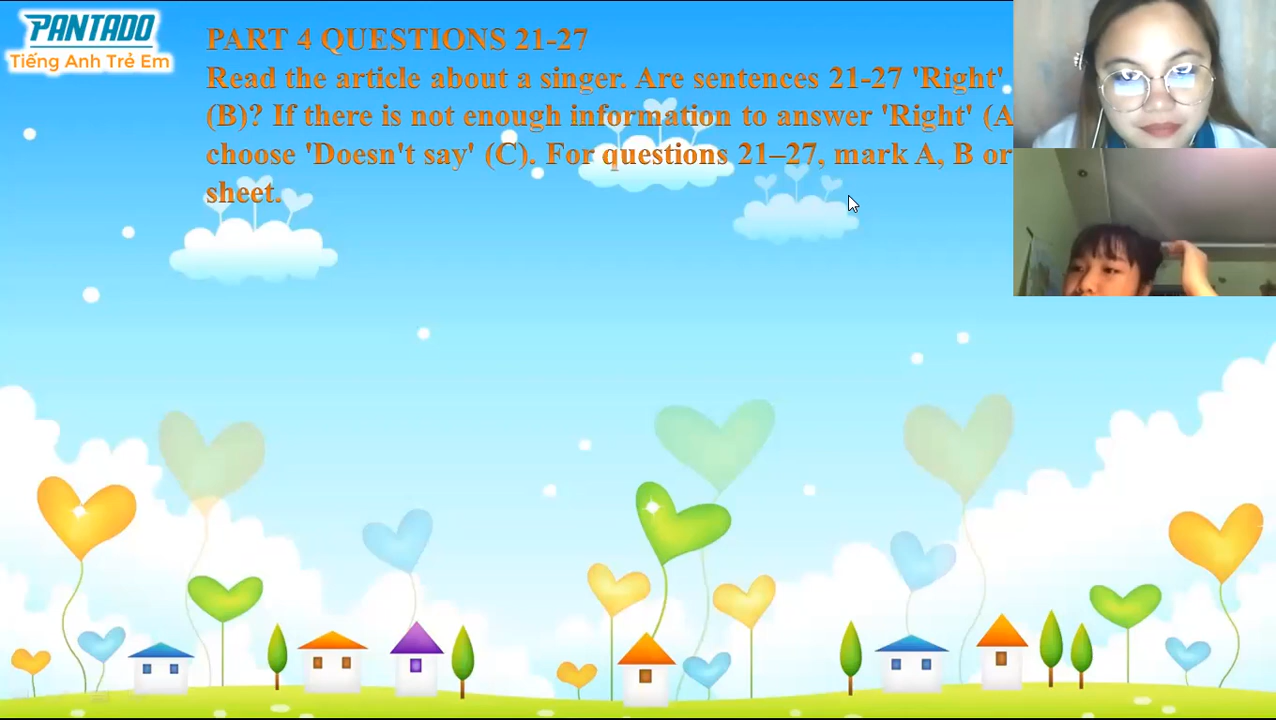 PANTADO
Tiếng Anh Trẻ Em
PART 4 QUESTIONS 21-27
Read the article about a singer. Are sentences 21-27 'Right'.
(B)? If there is not enough information to answer 'Right' (A
choose 'Doesn't say' (C). For questions 21–27, mark A, B or
sheet.